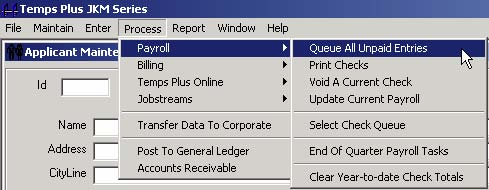 Temps Plus JKM Series
File Maintain Enter Process Report Window Help
Applicant Mainte
Id
Name
Address
CityLine
Payroll
Billing
Temps Plus Online
Jobstreams
Transfer Data To Corporate
Post To General Ledger
Accounts Receivable
Queue All Unpaid Entries
Print Checks
Void A Current Check
Update Current Payroll
Select Check Queue
End Of Quarter Payroll Tasks
Clear Year-to-date Check Totals